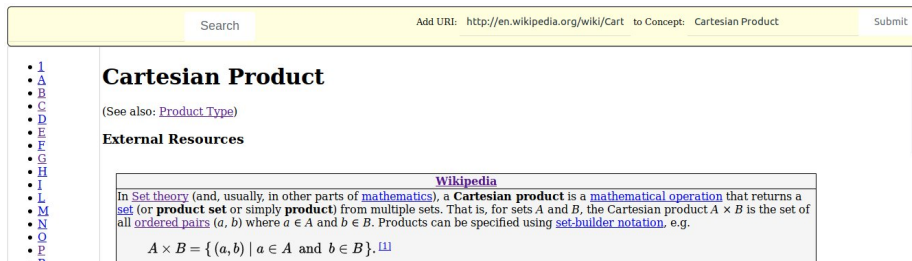 Search Add URI: http://en.wikipedia.org/wiki/Cart to Concept: Cartesian Product Submit
1
A
B
C
D
E
F
G
H
I
L
M
N
O
P
Cartesian Product
(See also: Product Type)
External Resources
Wikipedia
In Set theory (and, usually, in other parts of mathematics), a Cartesian product is a mathematical operation that returns a
set (or product set or simply product) from multiple sets. That is, for sets A and B, the Cartesian product A × B is the set of
all ordered pairs (a, b) where a ∈ A and b ∈ B. Products can be specified using set-builder notation, e.g.
A × B = { (a, b) | a ∈ A and b ∈ B }. [1]